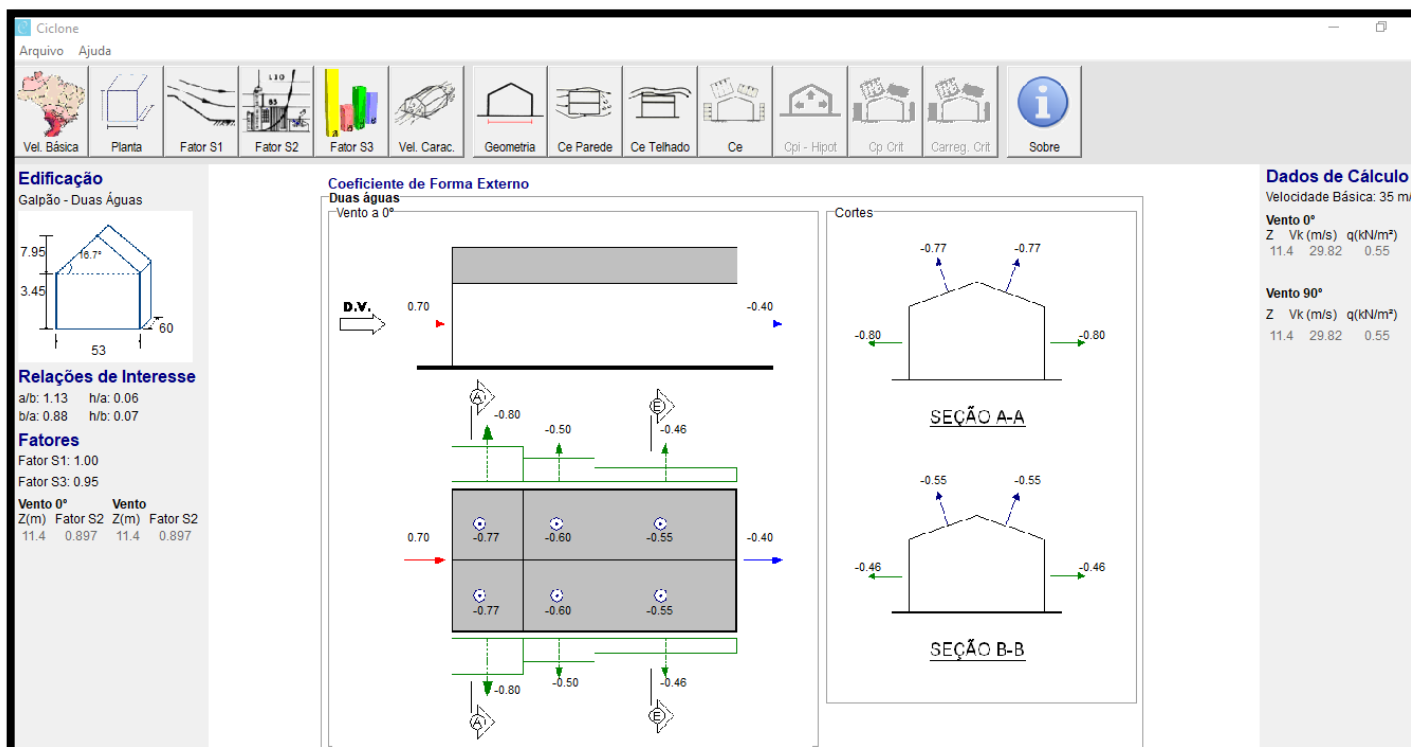 Ciclone
Arquivo Ajuda
Vel. Básica Planta Fator S1 Fator S2 Fator S3 Vel. Carac. Geometria Ce Parede Ce Telhado Ce Cpi - Hipot Cp Crit Carreg. Crit Sobre
Edificação
Galpão - Duas Águas
7.95
16.7°
3.45
60
53
Relações de Interesse
a/b: 1.13 h/a: 0.06
b/a: 0.88 h/b: 0.07
Fatores
Fator S1: 1.00
Fator S3: 0.95
Vento 0° Vento
Z(m) Fator S2 Z(m) Fator S2
11.4 0.897 11.4 0.897
Coeficiente de Forma Externo
Duas águas
Vento a 0°
D.V.
0.70
-0.40
A
E
-0.80
-0.50
-0.46
0.70
-0.77 -0.60 -0.55
-0.40
-0.77 -0.60 -0.55
-0.80
-0.50
-0.46
A
E
Cortes
-0.77 -0.77
-0.80 -0.80
SEÇÃO A-A
-0.55 -0.55
-0.46 -0.46
SEÇÃO B-B
Dados de Cálculo
Velocidade Básica: 35 m/
Vento 0°
Z Vk (m/s) q(kN/m²)
11.4 29.82 0.55
Vento 90°
Z Vk (m/s) q(kN/m²)
11.4 29.82 0.55